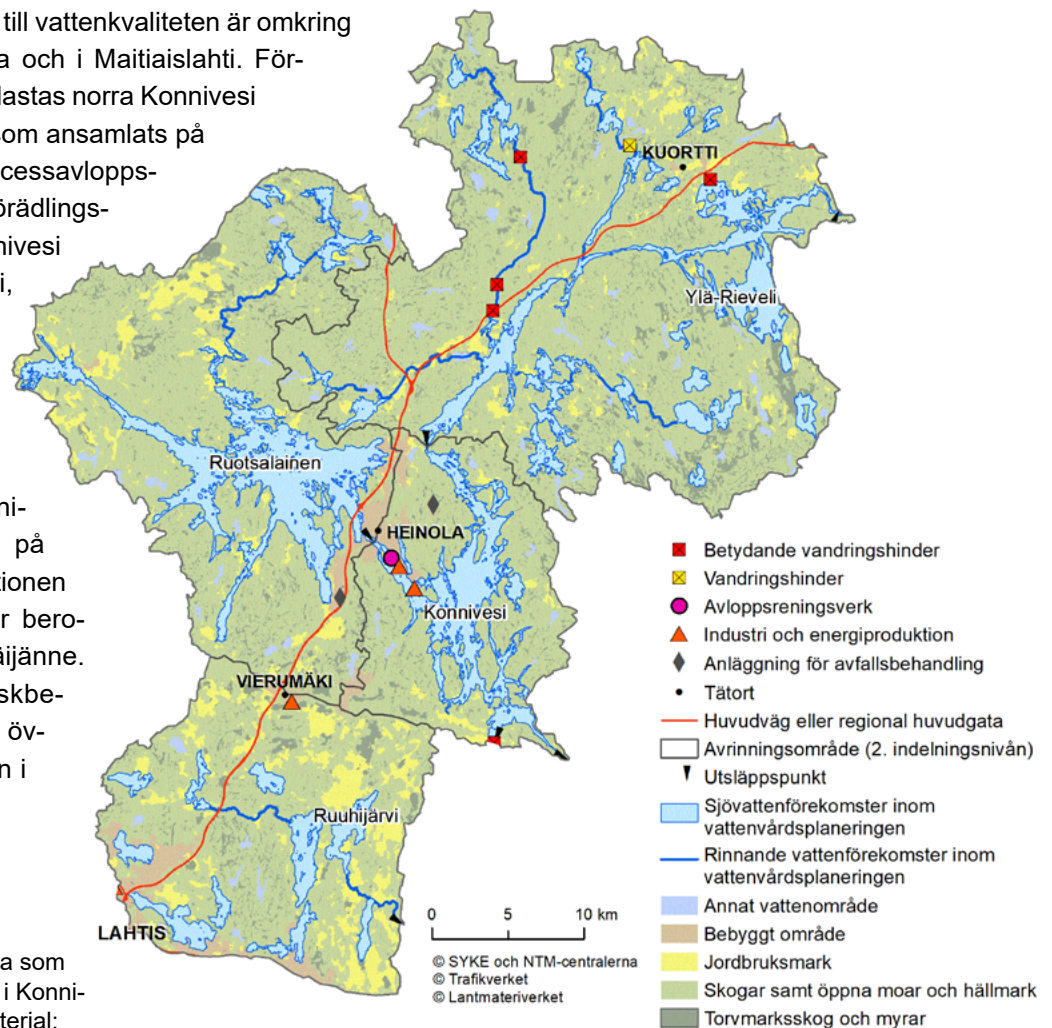 till vattenkvaliteten är omkring
a och i Maitiaislahti. För-
lastas norra Konnivesi
som ansamlats på
cessavlopps-
örädlings-
nivesi
i,
ni-
på
tionen
r bero-
äijänne.
skbe-
öv-
n i
a som
i Konni-
terial:
KUORTTI
Ylä-Rieveli
Ruotsalainen
HEINOLA
Konnivesi
VIERUMÄKI
Ruuhijärvi
LAHTIS
0 5 10 km
© SYKE och NTM-centralerna
© Trafikverket
© Lantmäteriverket
Betydande vandringshinder
Vandringshinder
Avloppsreningsverk
Industri och energiproduktion
Anläggning för avfallsbehandling
Tätort
Huvudväg eller regional huvudgata
Avrinningsområde (2. indelningsnivån)
Utsläppspunkt
Sjövattenförekomster inom
vattenvårdsplaneringen
Rinnande vattenförekomster inom
vattenvårdsplaneringen
Annat vattenområde
Bebyggt område
Jordbruksmark
Skogar samt öppna moar och hällmark
Torvmarksskog och myrar